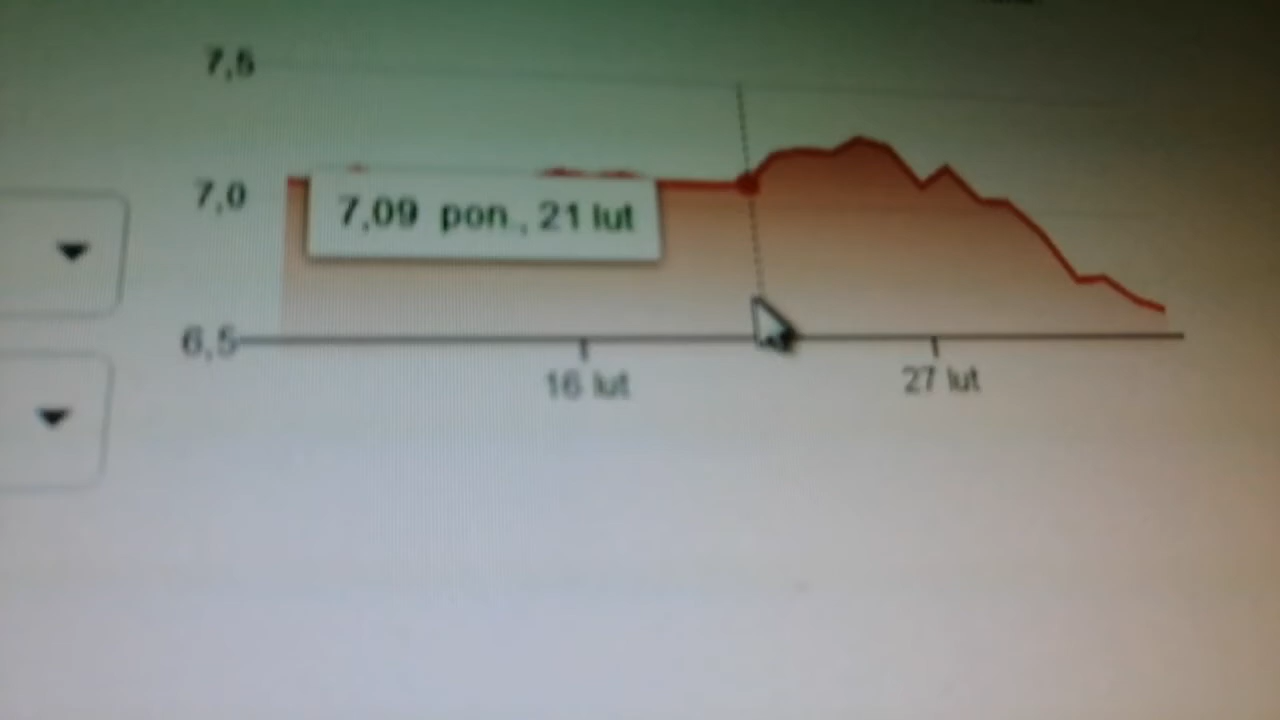 7,5
7,0
7,09 pon., 21 lut
6,5
16 lut
27 lut